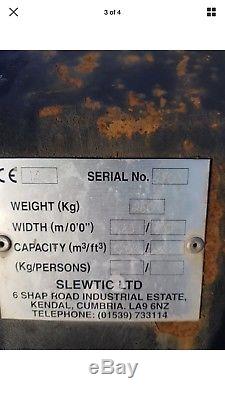 3 of 4
CE
SERIAL No.
WEIGHT (Kg)
WIDTH (m/0'0")
CAPACITY (m³/ft³)
(Kg/PERSONS)
SLEWTIC LTD
6 SHAP ROAD INDUSTRIAL ESTATE,
KENDAL, CUMBRIA. LA9 6NZ
TELEPHONE: (01539) 733114
ebay